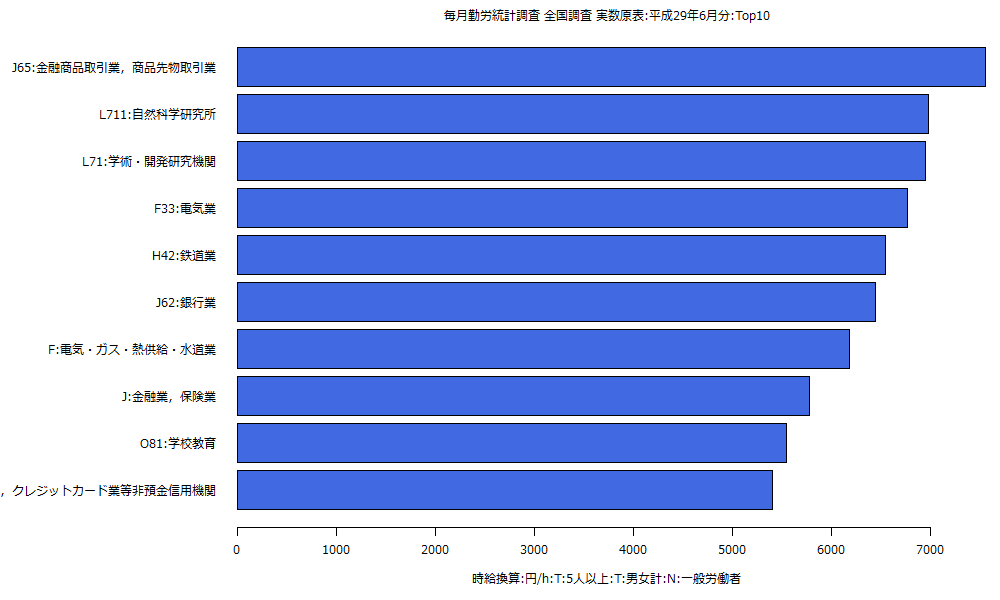 毎月勤労統計調査 全国調査 実数原表:平成29年6月分:Top10
J65:金融商品取引業，商品先物取引業
L711:自然科学研究所
L71:学術・開発研究機関
F33:電気業
H42:鉄道業
J62:銀行業
F:電気・ガス・熱供給・水道業
J:金融業，保険業
O81:学校教育
，クレジットカード業等非預金信用機関
0 1000 2000 3000 4000 5000 6000 7000
時給換算:円/h:T:5人以上:T:男女計:N:一般労働者